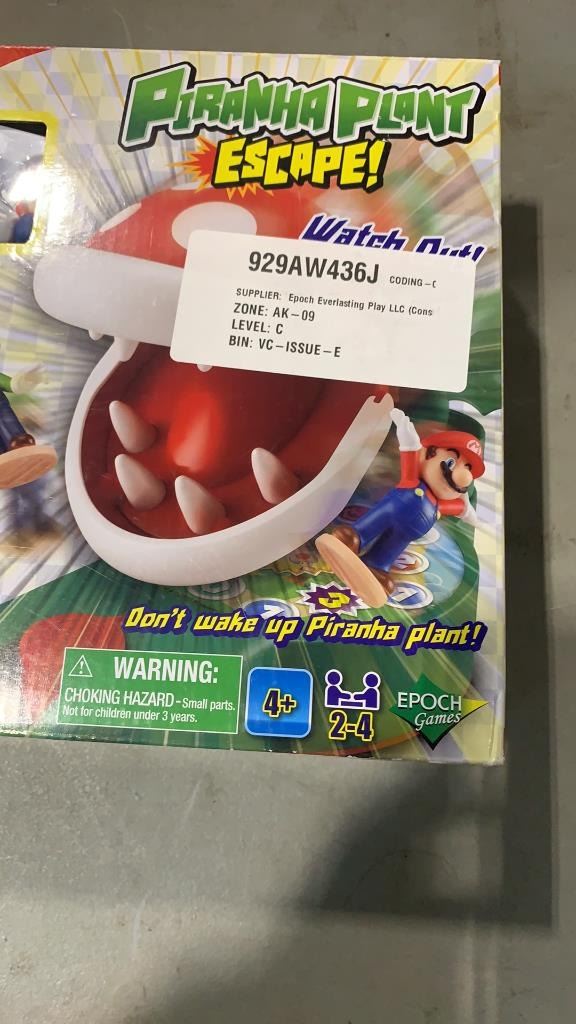 PIRANHA PLANT
ESCAPE!
Watch Out!
929AW436J CODING-
SUPPLIER: Epoch Everlasting Play LLC (Cons
ZONE: AK-09
LEVEL: C
BIN: VC-ISSUE-E
M
Don't wake up Piranha plant!
WARNING:
CHOKING HAZARD - Small parts.
Not for children under 3 years.
4+
2-4
EPOCH
Games